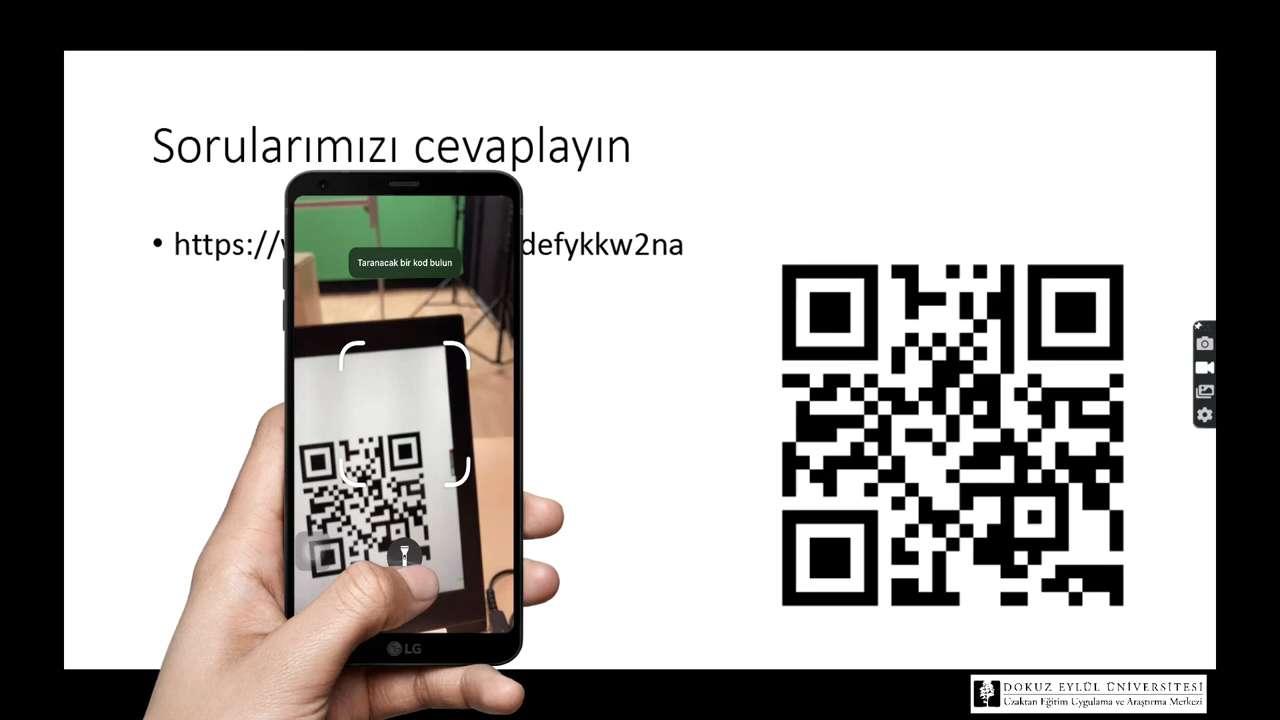 Sorularımızı cevaplayın
• https:// defykkw2na
Taranacak bir kod bulun
LG
DOKUZ EYLÜL ÜNİVERSİTESİ
Uzaktan Eğitim Uygulama ve Araştırma Merkezi